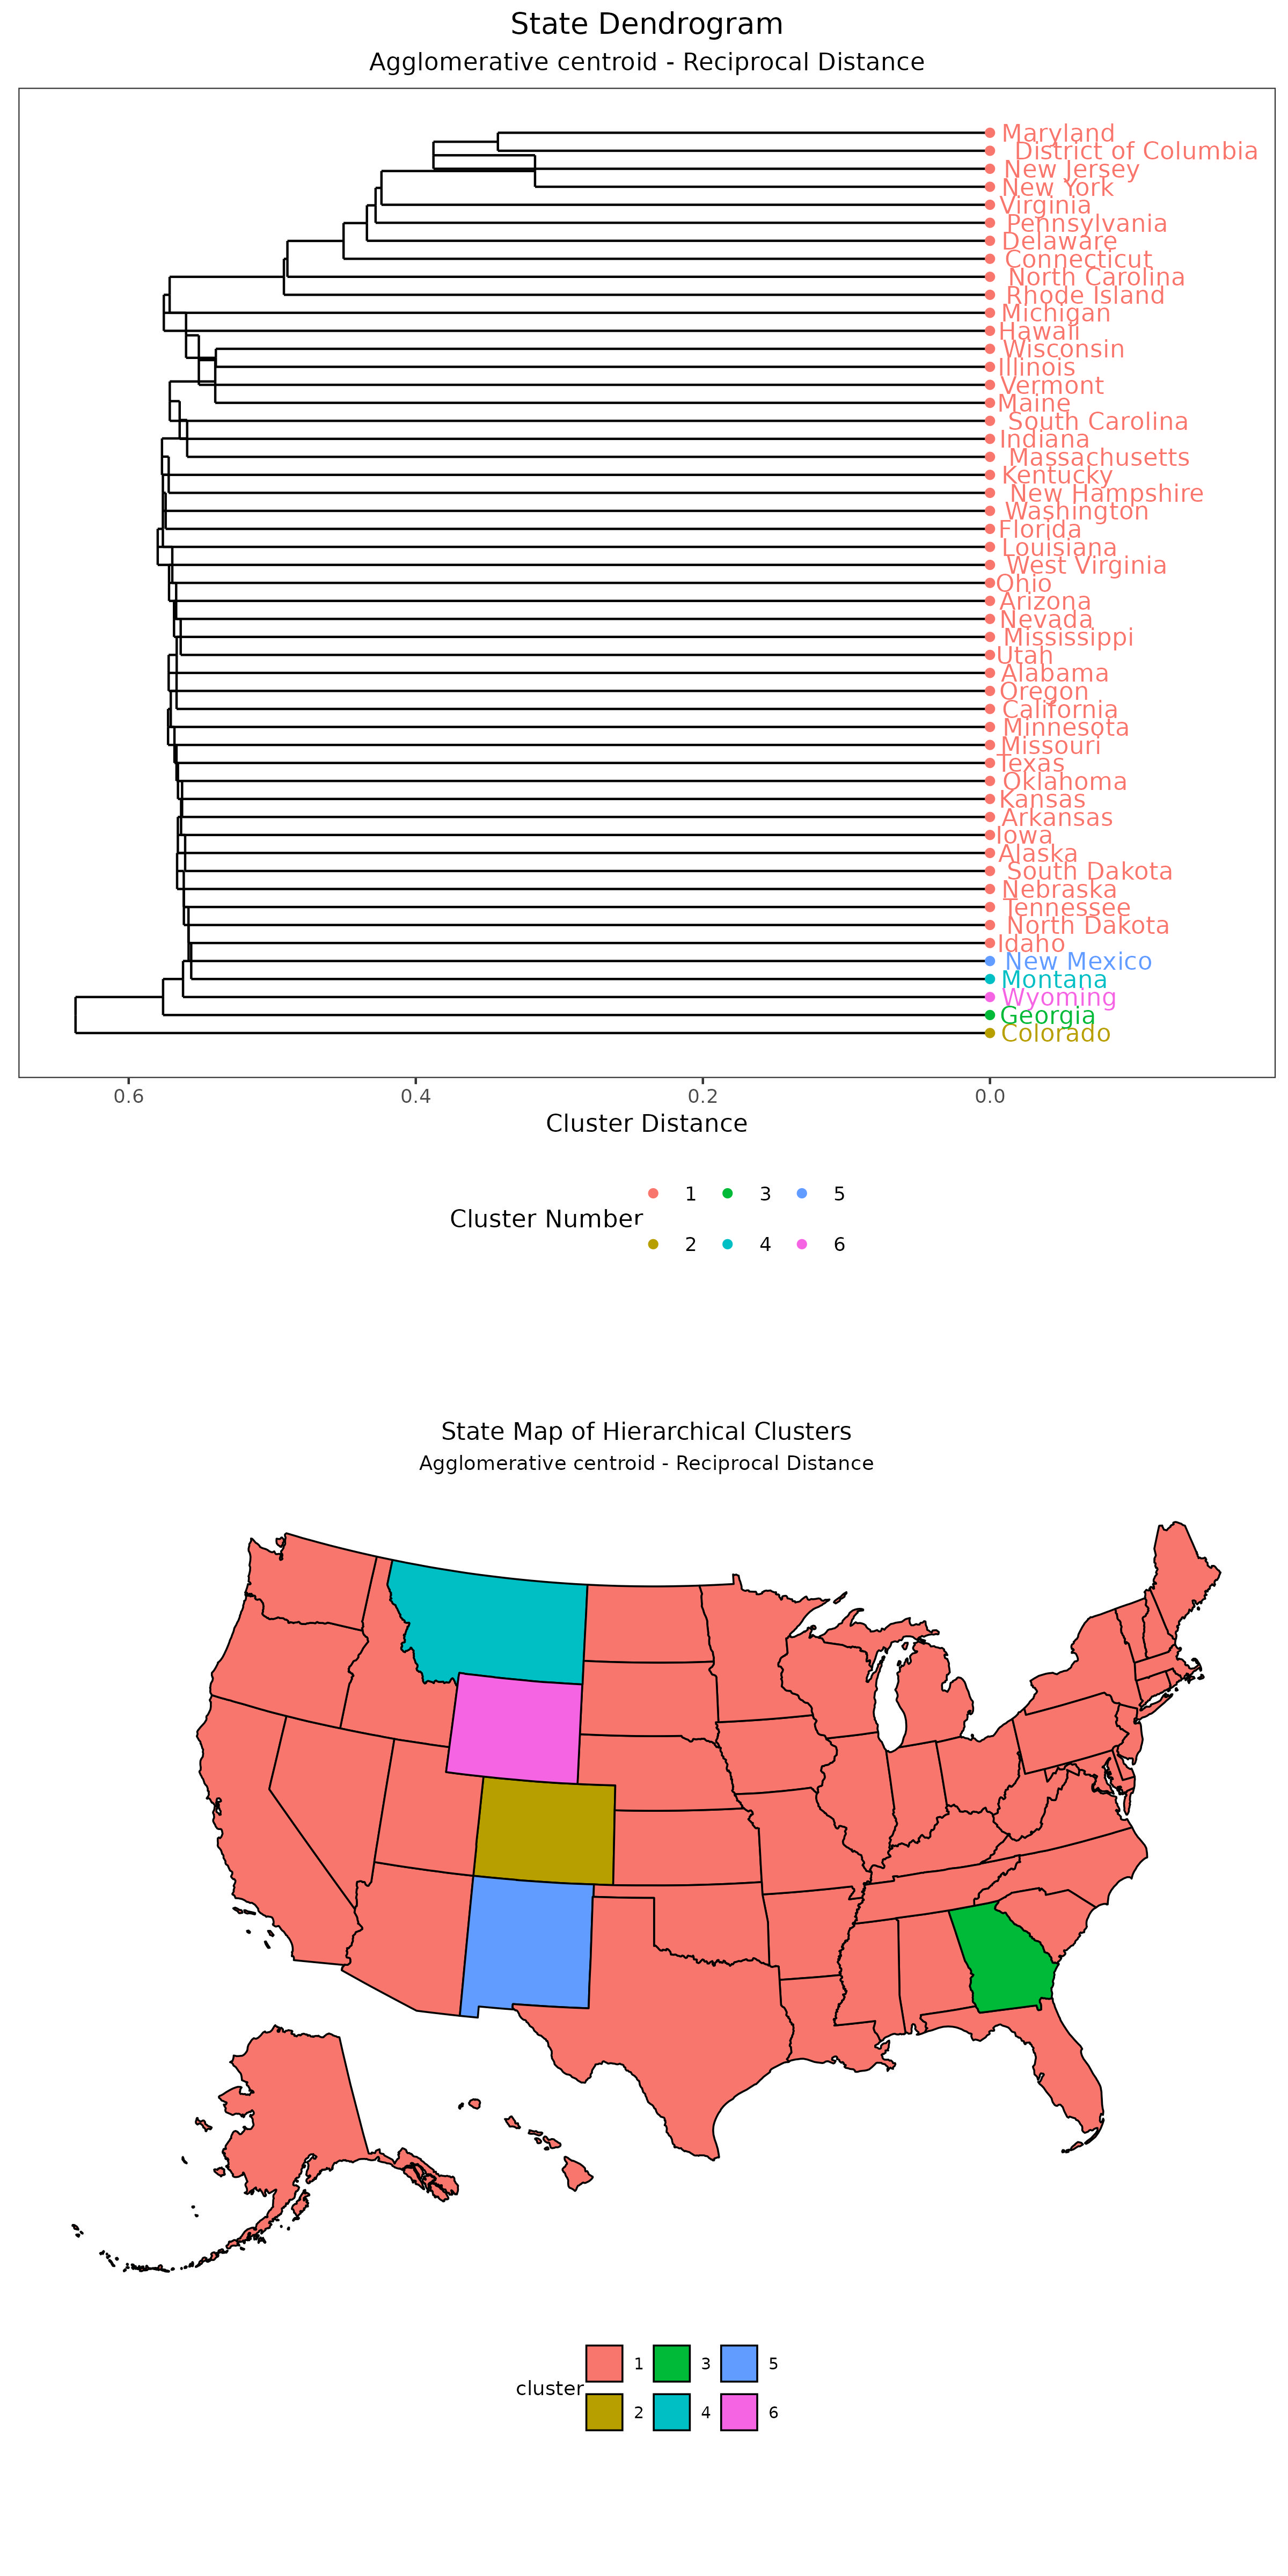 State Dendrogram
Agglomerative centroid - Reciprocal Distance
Maryland
District of Columbia
New Jersey
New York
Virginia
Pennsylvania
Delaware
Connecticut
North Carolina
Rhode Island
Michigan
Hawaii
Wisconsin
Illinois
Vermont
Maine
South Carolina
Indiana
Massachusetts
Kentucky
New Hampshire
Washington
Florida
Louisiana
West Virginia
Ohio
Arizona
Nevada
Mississippi
Utah
Alabama
Oregon
California
Minnesota
Missouri
Texas
Oklahoma
Kansas
Arkansas
Iowa
Alaska
South Dakota
Nebraska
Tennessee
North Dakota
Idaho
New Mexico
Montana
Wyoming
Georgia
Colorado
0.6 0.4 0.2 0.0
Cluster Distance
Cluster Number
1 3 5
2 4 6
State Map of Hierarchical Clusters
Agglomerative centroid - Reciprocal Distance
cluster
1 3 5
2 4 6